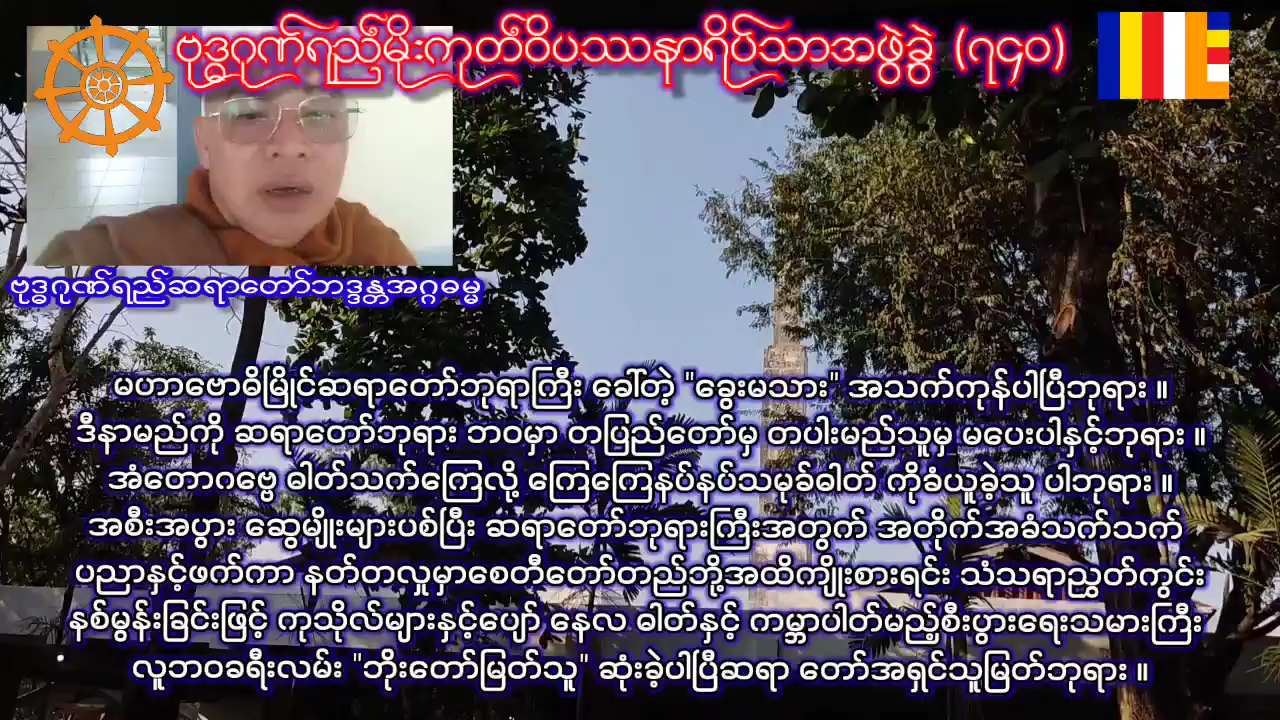 ဗုဒ္ဓဂုဏ်ရည်မိုးကုတ်ဝိပဿနာရိပ်သာအဖွဲ့ခွဲ (၇၄၀)
ဗုဒ္ဓဂုဏ်ရည်ဆရာတော်ဘဒ္ဒန္တအဂ္ဂဓမ္မ
မဟာဗောဓိမြိုင်ဆရာတော်ဘုရာကြီး ခေါ်တဲ့ "ခွေးမသား" အသက်ကုန်ပါပြီဘုရား ။
ဒီနာမည်ကို ဆရာတော်ဘုရား ဘဝမှာ တပြည်တော်မှ တပါးမည်သူမှ မပေးပါနှင့်ဘုရား ။
အံတောဂဗ္ဗေ ဓါတ်သက်ကြေလို့ ကြေကြေနပ်နပ်သမုခ်ဓါတ် ကိုခံယူခဲ့သူ ပါဘုရား ။
အစီးအပွား ဆွေမျိုးများပစ်ပြီး ဆရာတော်ဘုရားကြီးအတွက် အတိုက်အခံသက်သက်
ပညာနှင့်ဖက်ကာ နတ်တလှုမှာစေတီတော်တည်ဘို့အထိကျိုးစားရင်း သံသရာညွှတ်ကွင်း
နစ်မွန်းခြင်းဖြင့် ကုသိုလ်များနှင့်ပျော် နေလ ဓါတ်နှင့် ကမ္ဘာပါတ်မည့်စီးပွားရေးသမားကြီး
လူဘဝခရီးလမ်း "ဘိုးတော်မြတ်သူ" ဆုံးခဲ့ပါပြီဆရာ တော်အရှင်သူမြတ်ဘုရား ။